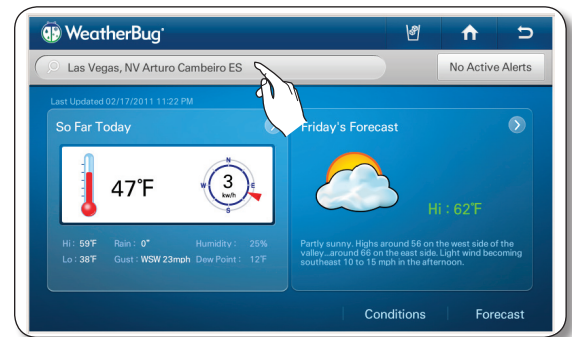 WeatherBug
Las Vegas, NV Arturo Cambeiro ES
No Active Alerts
Last Updated 02/17/2011 11:22 PM
So Far Today
47°F
N
W 3 E
km/h
S
Hi : 59°F Rain : 0" Humidity : 25%
Lo : 38°F Gust : WSW 23mph Dew Point : 12°F
Friday's Forecast
Hi : 62°F
Partly sunny. Highs around 56 on the west side of the
valley...around 66 on the east side. Light wind becoming
southeast 10 to 15 mph in the afternoon.
Conditions
Forecast